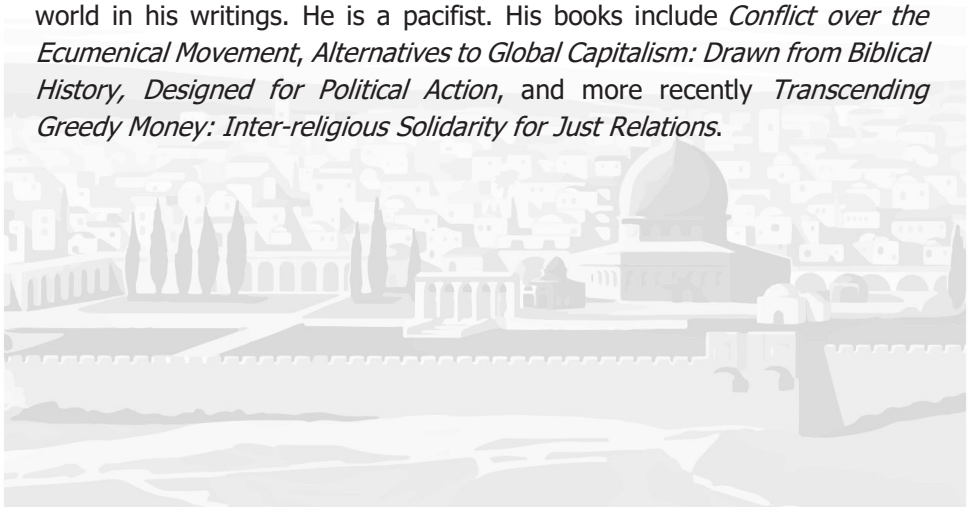 world in his writings. He is a pacifist. His books include Conflict over the
Ecumenical Movement, Alternatives to Global Capitalism: Drawn from Biblical
History, Designed for Political Action, and more recently Transcending
Greedy Money: Inter-religious Solidarity for Just Relations.